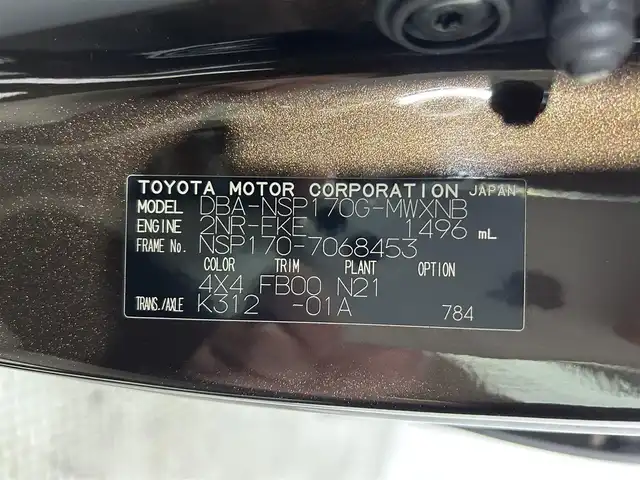 TOYOTA MOTOR CORPORATION JAPAN
MODEL DBA-NSP170G-MWXNB
ENGINE 2NR-FKE 1496 mL
FRAME No. NSP170-7068453
COLOR TRIM PLANT OPTION
4X4 FB00 N21
TRANS./AXLE K312 -01A 784